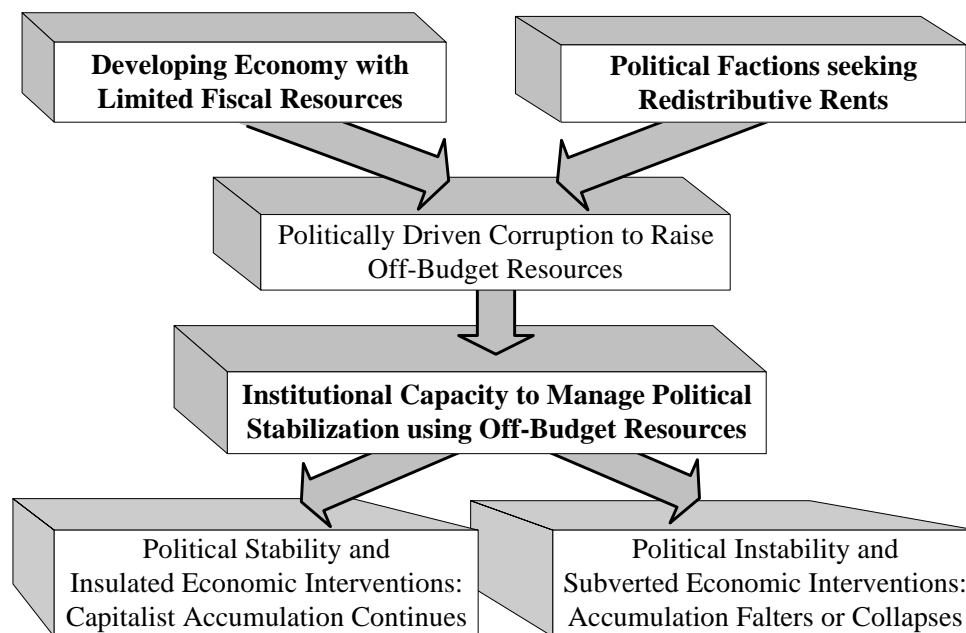 Developing Economy with
Limited Fiscal Resources
Political Factions seeking
Redistributive Rents
Politically Driven Corruption to Raise
Off-Budget Resources
Institutional Capacity to Manage Political
Stabilization using Off-Budget Resources
Political Stability and
Insulated Economic Interventions:
Capitalist Accumulation Continues
Political Instability and
Subverted Economic Interventions:
Accumulation Falters or Collapses